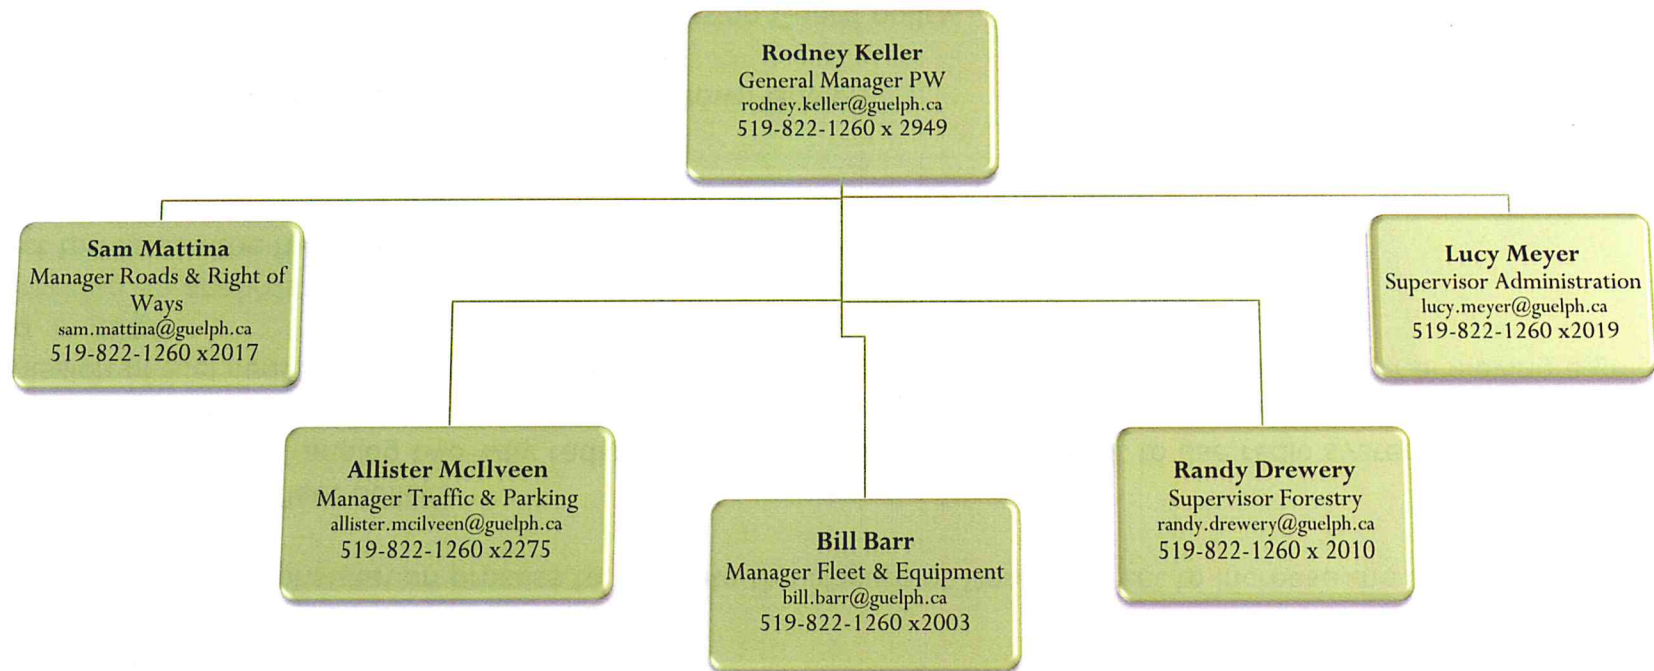 Rodney Keller
General Manager PW
rodney.keller@guelph.ca
519-822-1260 x 2949
Sam Mattina
Manager Roads & Right of
Ways
sam.mattina@guelph.ca
519-822-1260 x2017
Lucy Meyer
Supervisor Administration
lucy.meyer@guelph.ca
519-822-1260 x2019
Allister McIlveen
Manager Traffic & Parking
allister.mcilveen@guelph.ca
519-822-1260 x2275
Bill Barr
Manager Fleet & Equipment
bill.barr@guelph.ca
519-822-1260 x2003
Randy Drewery
Supervisor Forestry
randy.drewery@guelph.ca
519-822-1260 x 2010